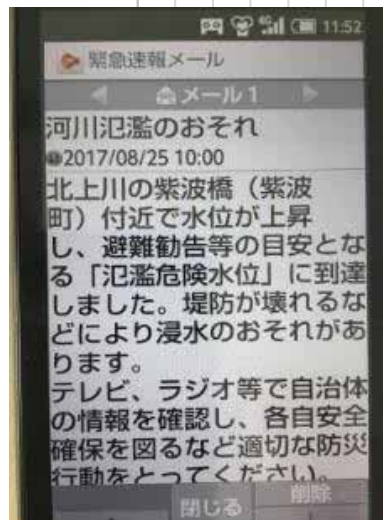 11:52
緊急速報メール
メール1
河川氾濫のおそれ
2017/08/25 10:00
北上川の紫波橋（紫波
町）付近で水位が上昇
し、避難勧告等の目安とな
る「氾濫危険水位」に到達
しました。堤防が壊れるな
どにより浸水のおそれがあ
ります。
テレビ、ラジオ等で自治体
の情報を確認し、各自安全
確保を図るなど適切な防災
行動をとってください。
閉じる
削除